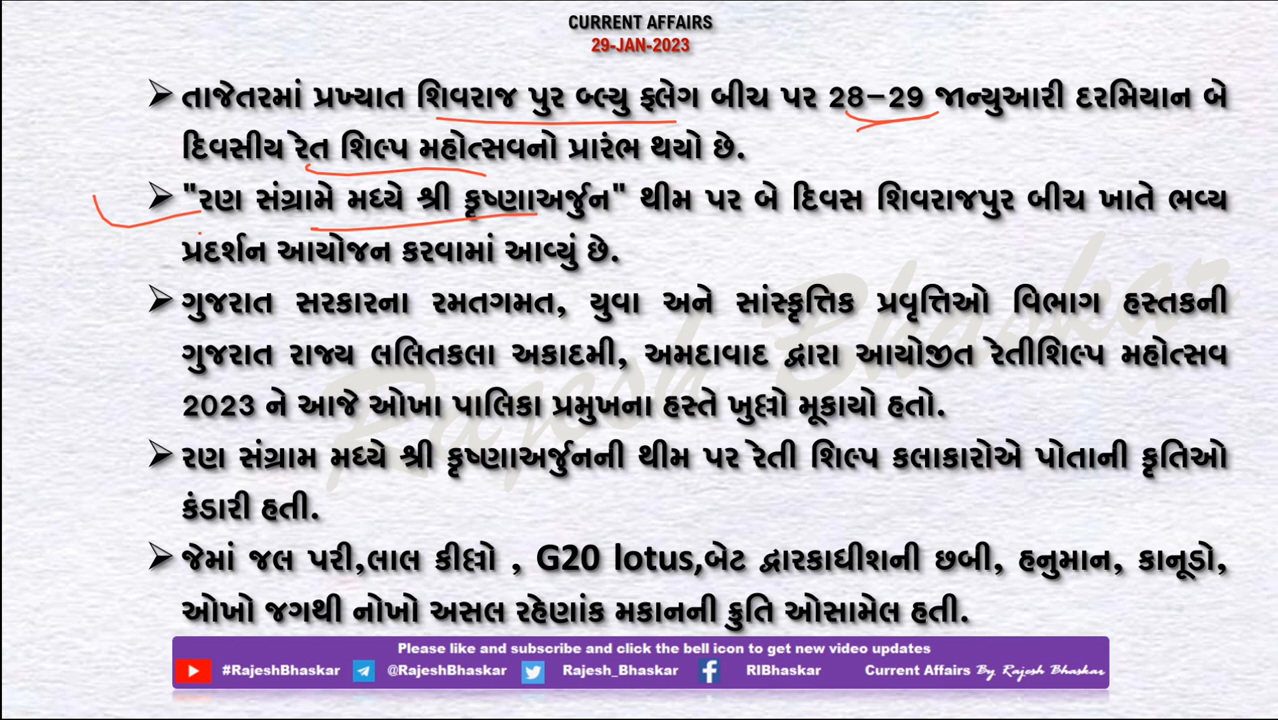 CURRENT AFFAIRS
29-JAN-2023
➢ તાજેતરમાં પ્રખ્યાત શિવરાજ પુર બ્લ્યુ ફ્લેગ બીચ પર 28–29 જાન્યુઆરી દરમિયાન બે
દિવસીય રેત શિલ્પ મહોત્સવનો પ્રારંભ થયો છે.
➢ "રણ સંગ્રામે મધ્યે શ્રી કૃષ્ણાઅર્જુન" થીમ પર બે દિવસ શિવરાજપુર બીચ ખાતે ભવ્ય
પ્રદર્શન આયોજન કરવામાં આવ્યું છે.
➢ ગુજરાત સરકારના રમતગમત, યુવા અને સાંસ્કૃત્તિક પ્રવૃત્તિઓ વિભાગ હસ્તકની
ગુજરાત રાજ્ય લલિતકલા અકાદમી, અમદાવાદ દ્વારા આયોજીત રેતીશિલ્પ મહોત્સવ
2023 ને આજે ઓખા પાલિકા પ્રમુખના હસ્તે ખુલ્લો મૂકાયો હતો.
➢ રણ સંગ્રામ મધ્યે શ્રી કૃષ્ણાઅર્જુનની થીમ પર રેતી શિલ્પ કલાકારોએ પોતાની કૃતિઓ
કંડારી હતી.
➢ જેમાં જલ પરી,લાલ કીલ્લો , G20 lotus,બેટ દ્વારકાધીશની છબી, હનુમાન, કાનૂડો,
ઓખો જગથી નોખો અસલ રહેણાંક મકાનની ક્રુતિ ઓસામેલ હતી.
Rajesh Bhaskar
Please like and subscribe and click the bell icon to get new video updates
#RajeshBhaskar @RajeshBhaskar Rajesh_Bhaskar RIBhaskar Current Affairs By Rajesh Bhaskar